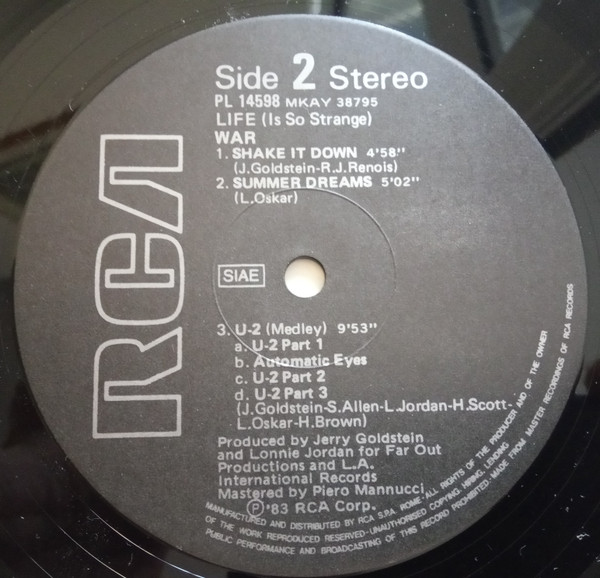 RCA
Side 2 Stereo
PL 14598 MKAY 38795
LIFE (Is So Strange)
WAR
1. SHAKE IT DOWN 4'58"
(J.Goldstein-R.J.Renois)
2. SUMMER DREAMS 5'02"
(L.Oskar)
SIAE
3. U-2 (Medley) 9'53"
a. U-2 Part 1
b. Automatic Eyes
c. U-2 Part 2
d. U-2 Part 3
(J.Goldstein-S.Allen-L.Jordan-H.Scott-
L.Oskar-H.Brown)
Produced by Jerry Goldstein
and Lonnie Jordan for Far Out
Productions and L.A.
International Records
Mastered by Piero Mannucci
Ⓟ '83 RCA Corp.
MANUFACTURED AND DISTRIBUTED BY RCA S.P.A. ROME-ALL RIGHTS OF THE PRODUCER AND OF THE OWNER
OF THE WORK REPRODUCED RESERVED-UNAUTHORISED COPYING, HIRING, LENDING
PUBLIC PERFORMANCE AND BROADCASTING OF THIS RECORD PROHIBITED-MADE FROM MASTER RECORDINGS OF RCA RECORDS